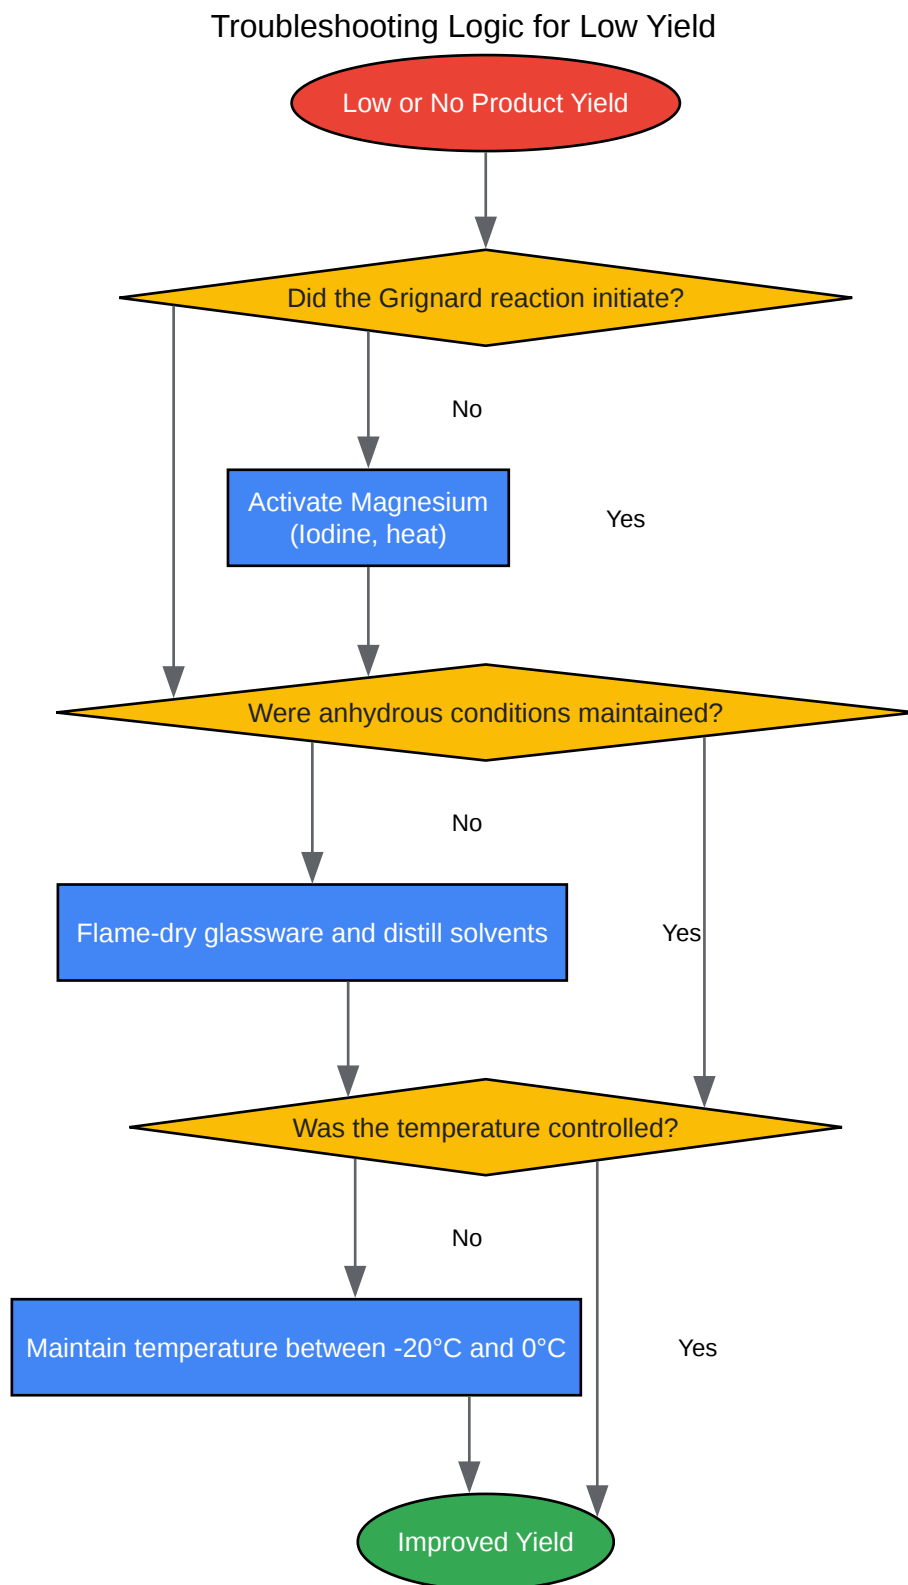 Troubleshooting Logic for Low Yield
Low or No Product Yield
Did the Grignard reaction initiate?
No
Activate Magnesium
(Iodine, heat)
Yes
Were anhydrous conditions maintained?
No
Flame-dry glassware and distill solvents
Yes
Was the temperature controlled?
No
Maintain temperature between -20°C and 0°C
Yes
Improved Yield